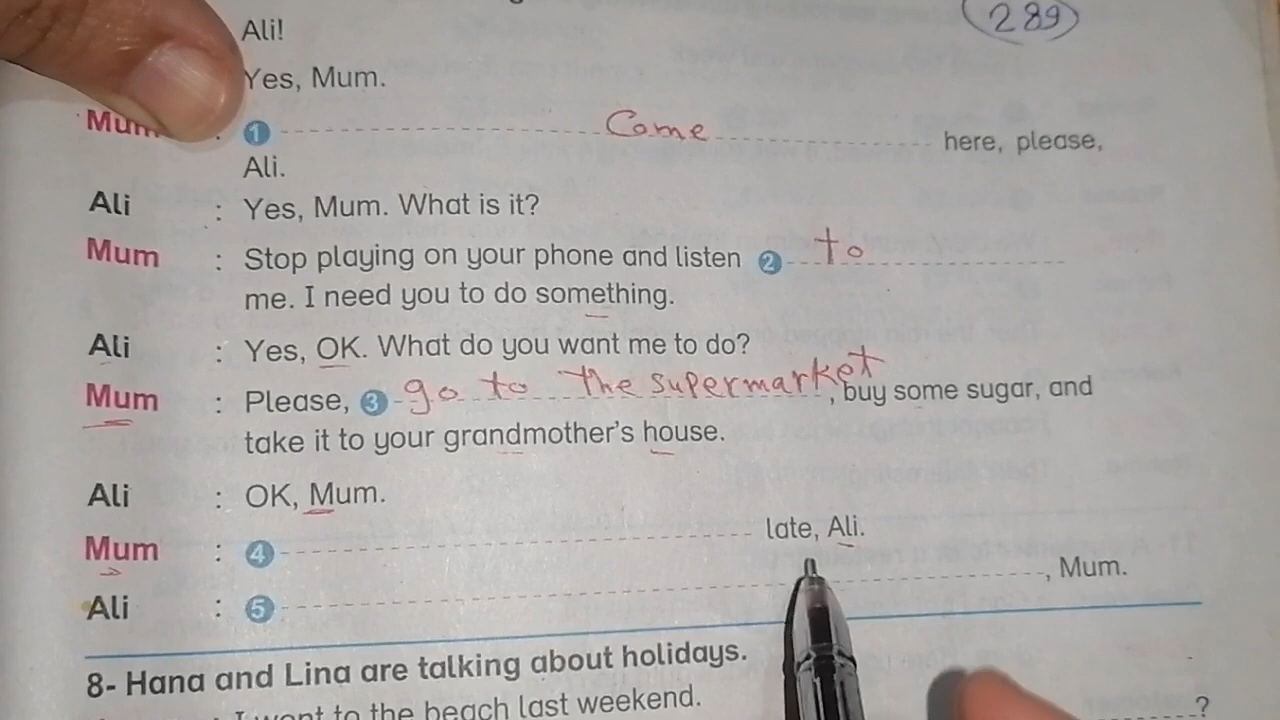 289
Ali!
Yes, Mum.
Mum : 1 Come here, please,
Ali.
Ali : Yes, Mum. What is it?
Mum : Stop playing on your phone and listen 2 to
me. I need you to do something.
Ali : Yes, OK. What do you want me to do?
Mum : Please, 3 go to the supermarket, buy some sugar, and
take it to your grandmother's house.
Ali : OK, Mum.
Mum : 4 late, Ali.
Ali : 5 , Mum.
8- Hana and Lina are talking about holidays.
I went to the beach last weekend.
?